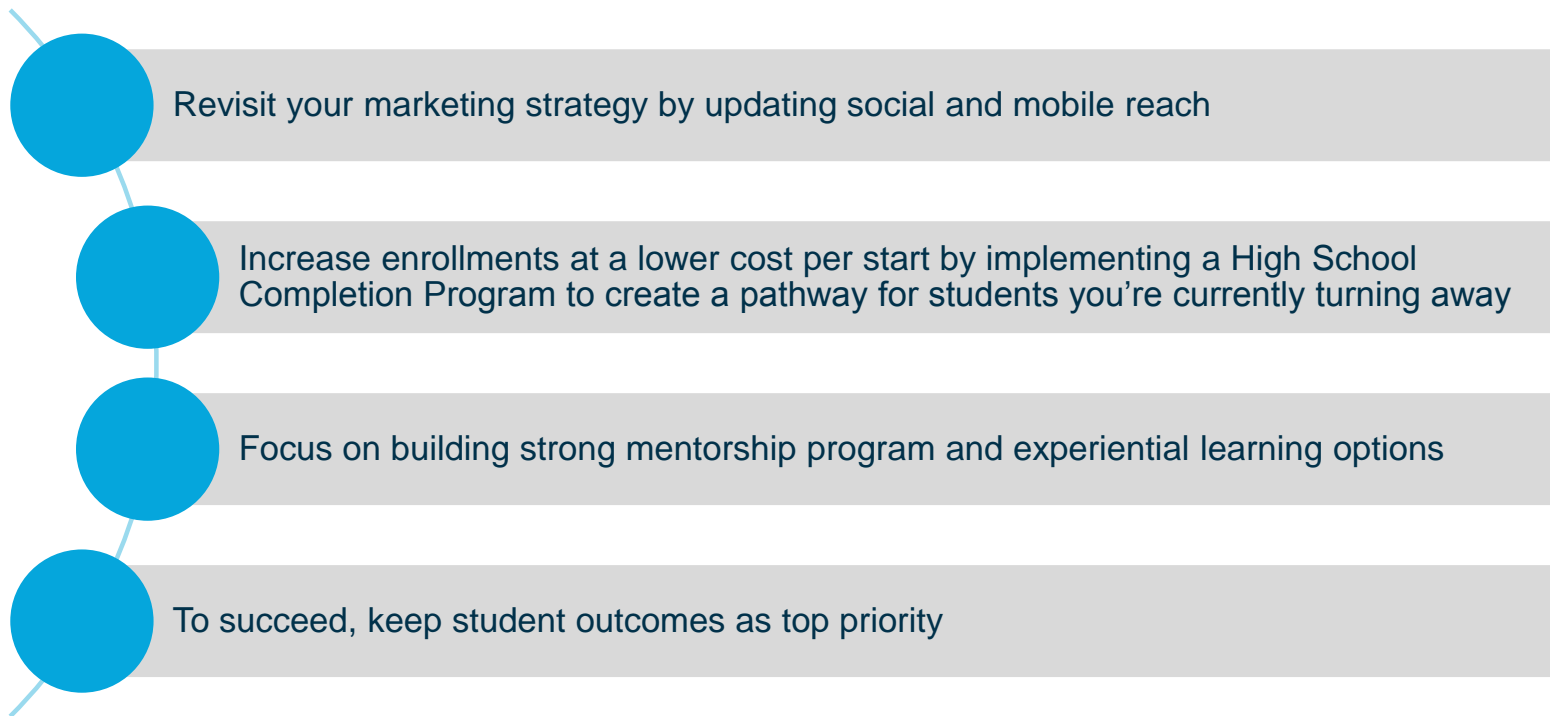 Revisit your marketing strategy by updating social and mobile reach
Increase enrollments at a lower cost per start by implementing a High School
Completion Program to create a pathway for students you’re currently turning away
Focus on building strong mentorship program and experiential learning options
To succeed, keep student outcomes as top priority